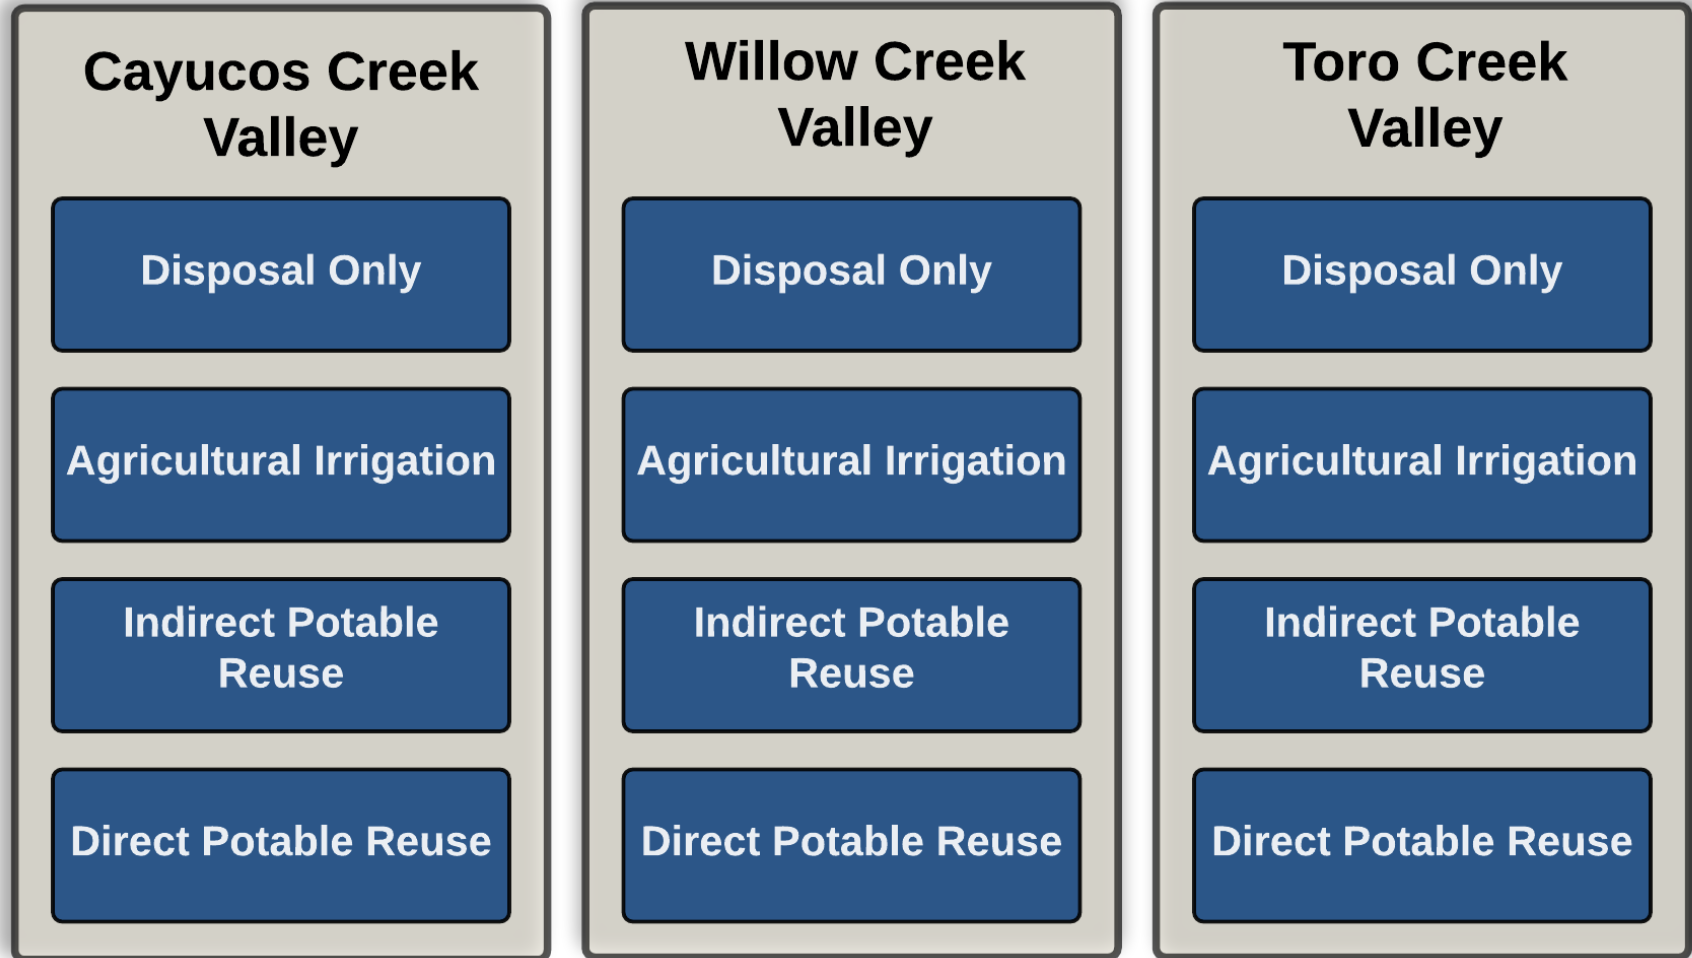 Cayucos Creek
Valley
Disposal Only
Agricultural Irrigation
Indirect Potable
Reuse
Direct Potable Reuse
Willow Creek
Valley
Disposal Only
Agricultural Irrigation
Indirect Potable
Reuse
Direct Potable Reuse
Toro Creek
Valley
Disposal Only
Agricultural Irrigation
Indirect Potable
Reuse
Direct Potable Reuse